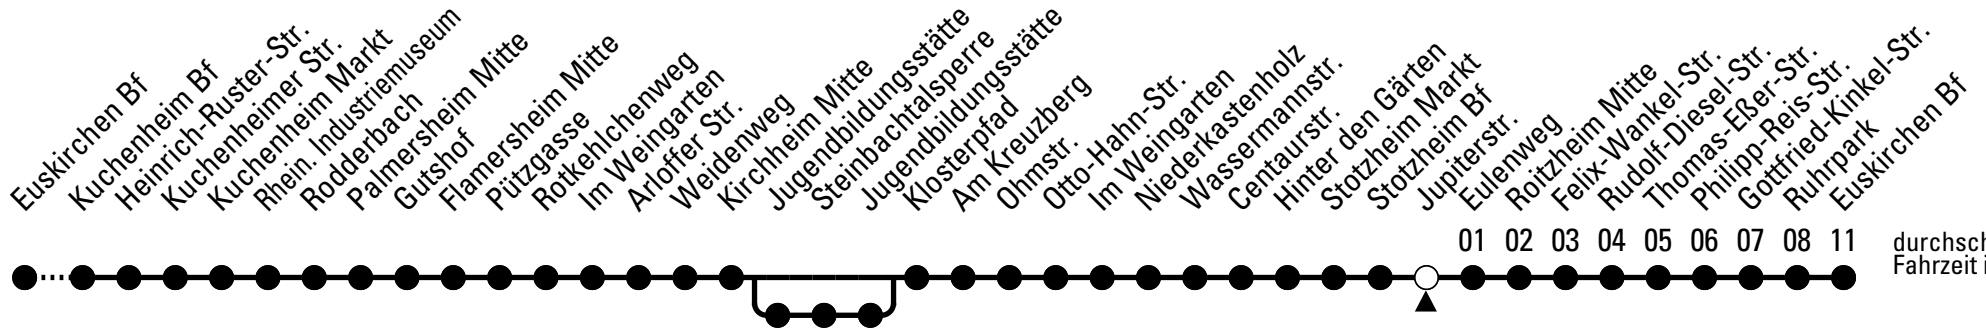 Euskirchen Bf
Kuchenheim Bf
Heinrich-Ruster-Str.
Kuchenheimer Str.
Kuchenheim Markt
Rhein. Industriemuseum
Rodderbach
Palmersheim Mitte
Gutshof
Flamersheim Mitte
Pützgasse
Rotkehlchenweg
Im Weingarten
Arloffer Str.
Weidenweg
Kirchheim Mitte
Jugendbildungsstätte
Steinbachtalsperre
Jugendbildungsstätte
Klosterpfad
Am Kreuzberg
Ohmstr.
Otto-Hahn-Str.
Im Weingarten
Niederkastenholz
Wassermannstr.
Centaurstr.
Hinter den Gärten
Stotzheim Markt
Stotzheim Bf
Jupiterstr.
Eulenweg
Roitzheim Mitte
Felix-Wankel-Str.
Rudolf-Diesel-Str.
Thomas-Eßer-Str.
Philipp-Reis-Str.
Gottfried-Kinkel-Str.
Ruhrpark
Euskirchen Bf
01 02 03 04 05 06 07 08 11
durchsch
Fahrzeit i